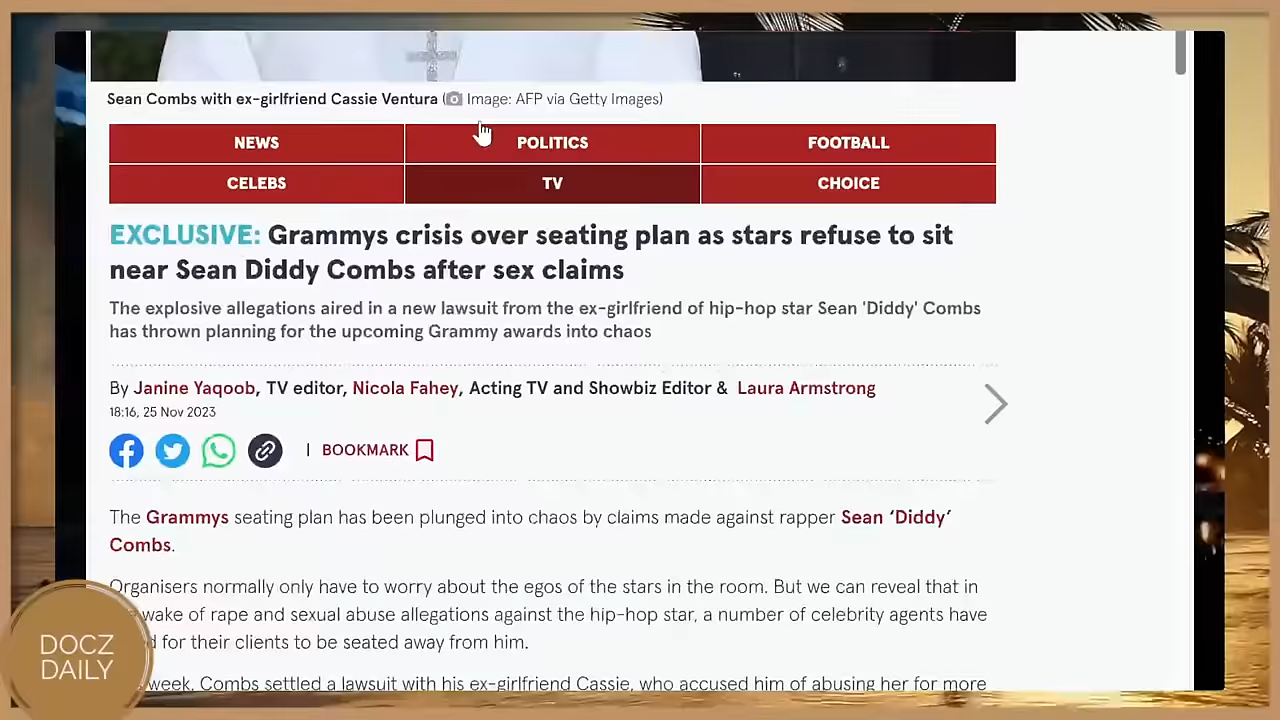 Sean Combs with ex-girlfriend Cassie Ventura ( Image: AFP via Getty Images)
NEWS
POLITICS
FOOTBALL
CELEBS
TV
CHOICE
EXCLUSIVE: Grammys crisis over seating plan as stars refuse to sit
near Sean Diddy Combs after sex claims
The explosive allegations aired in a new lawsuit from the ex-girlfriend of hip-hop star Sean 'Diddy' Combs
has thrown planning for the upcoming Grammy awards into chaos
By Janine Yaqoob, TV editor, Nicola Fahey, Acting TV and Showbiz Editor & Laura Armstrong
18:16, 25 Nov 2023
| BOOKMARK
The Grammys seating plan has been plunged into chaos by claims made against rapper Sean ‘Diddy’
Combs.
Organisers normally only have to worry about the egos of the stars in the room. But we can reveal that in
wake of rape and sexual abuse allegations against the hip-hop star, a number of celebrity agents have
for their clients to be seated away from him.
week, Combs settled a lawsuit with his ex-girlfriend Cassie, who accused him of abusing her for more
DOCZ
DAILY